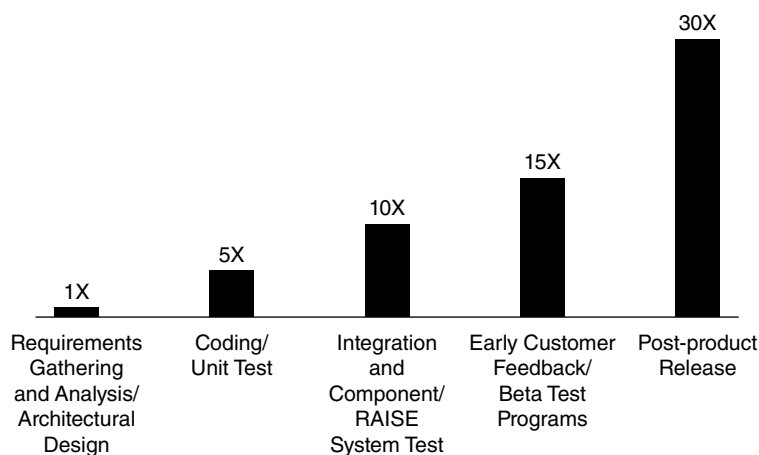 30X
15X
10X
5X
1X
Requirements
Gathering
and Analysis/
Architectural
Design
Coding/
Unit Test
Integration
and
Component/
RAISE
System Test
Early Customer
Feedback/
Beta Test
Programs
Post-product
Release